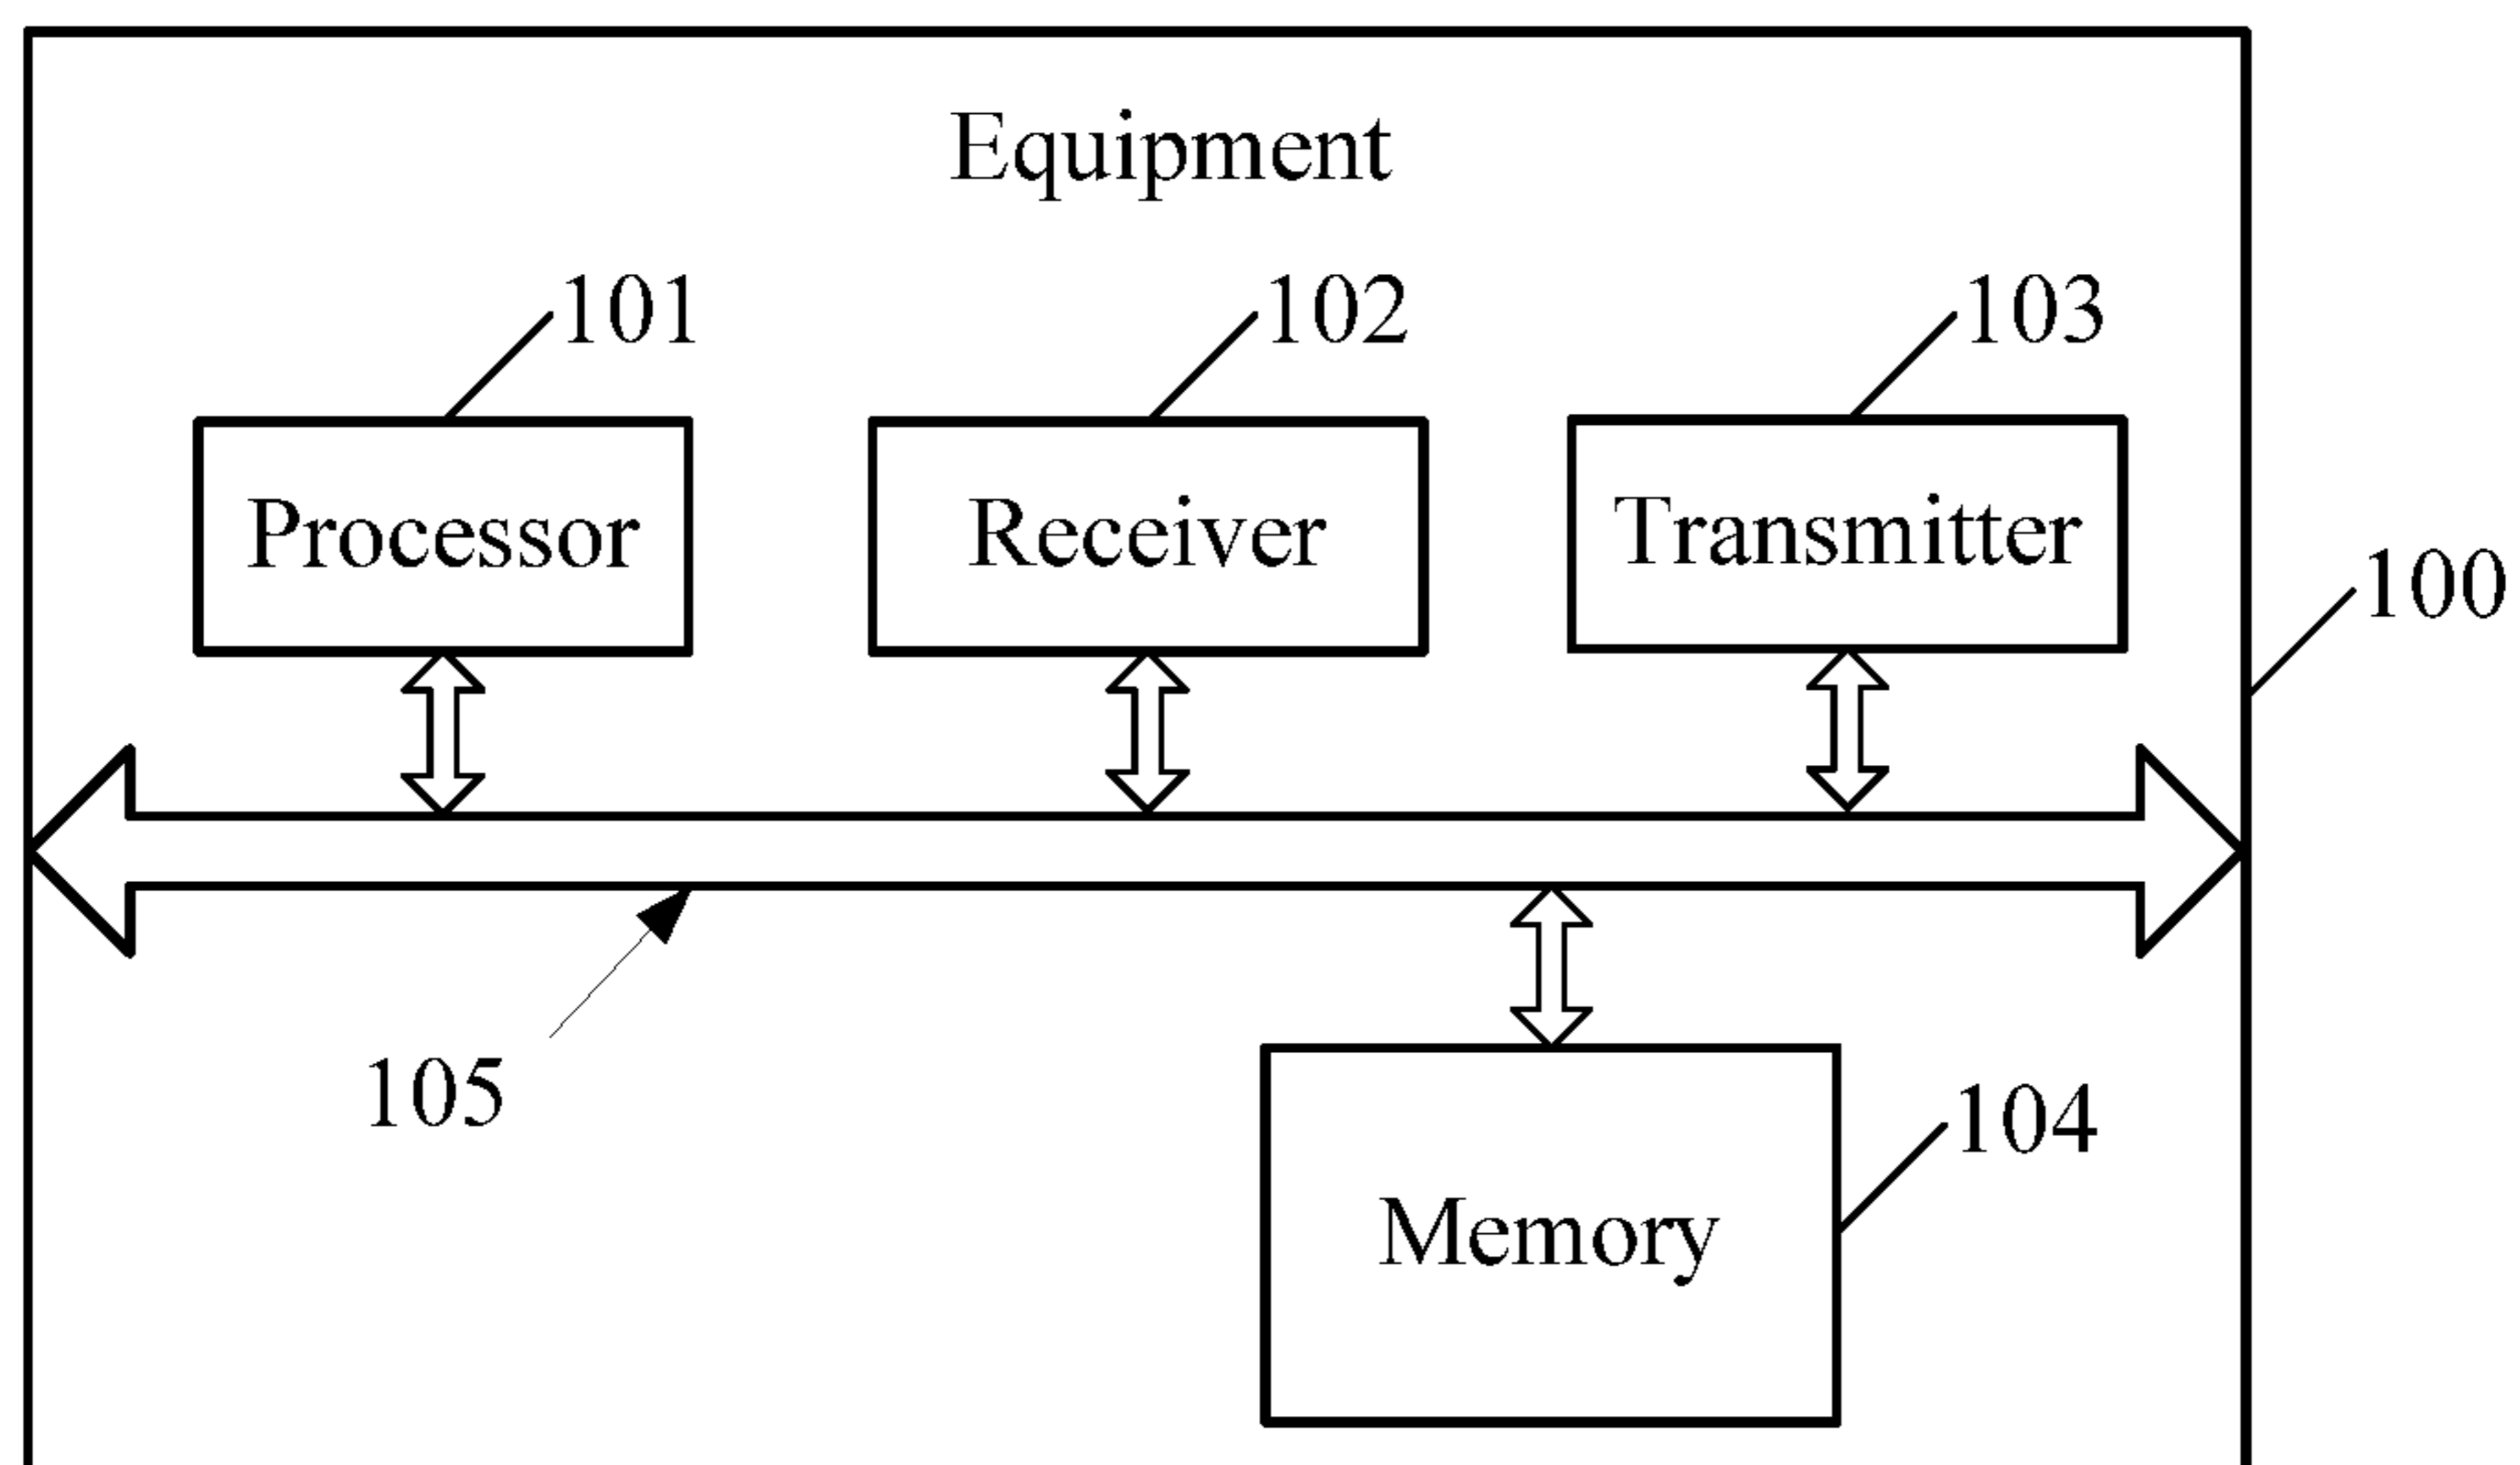 Equipment
101
102
103
Processor
Receiver
Transmitter
100
105
104
Memory